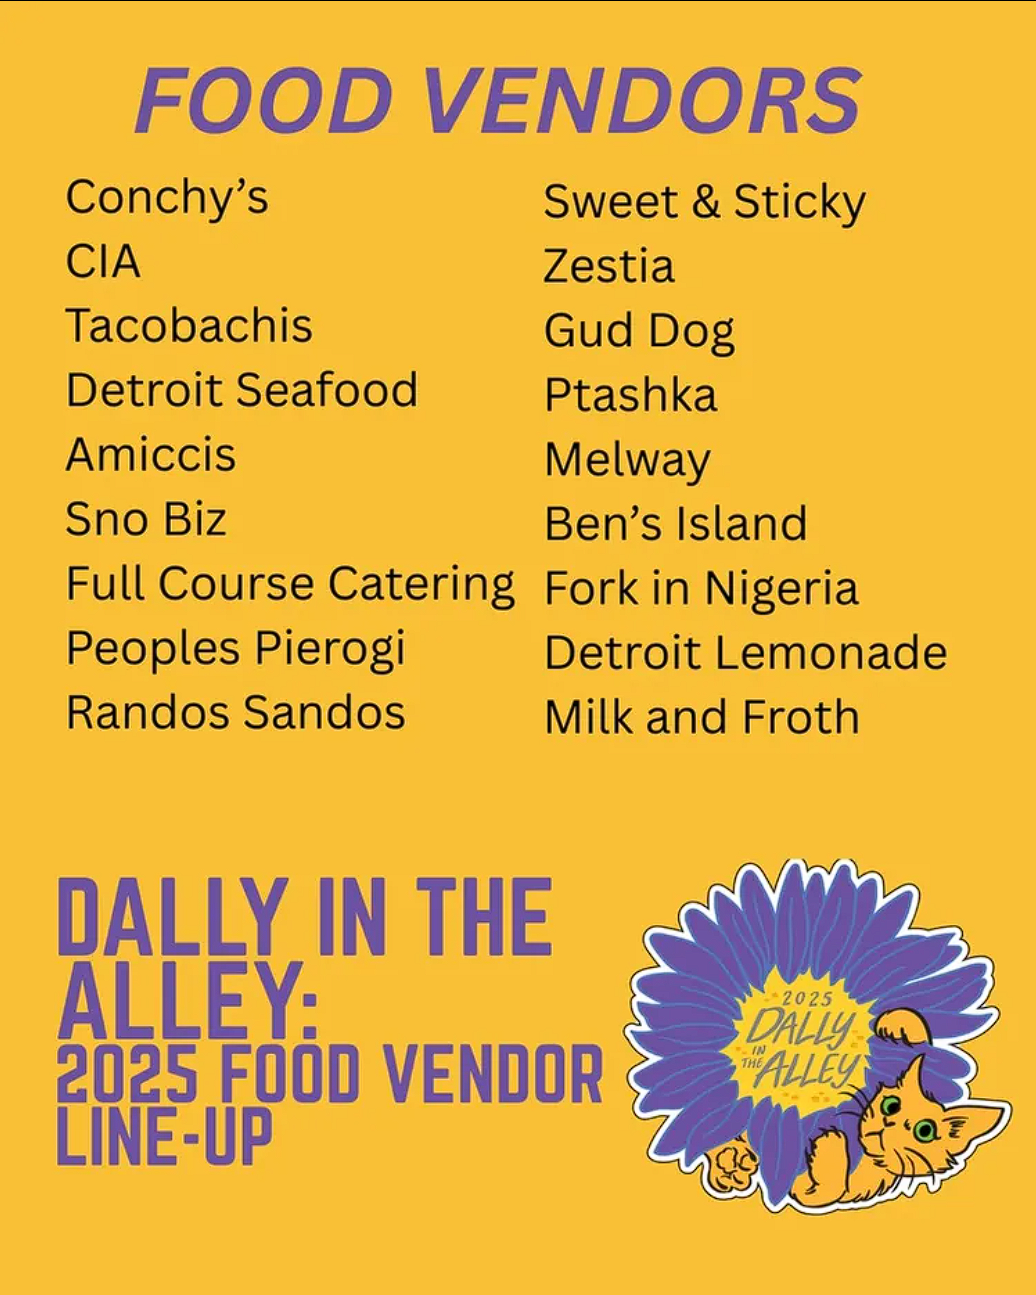 FOOD VENDORS
Conchy’s
CIA
Tacobachis
Detroit Seafood
Amiccis
Sno Biz
Full Course Catering
Peoples Pierogi
Randos Sandos
Sweet & Sticky
Zestia
Gud Dog
Ptashka
Melway
Ben’s Island
Fork in Nigeria
Detroit Lemonade
Milk and Froth
DALLY IN THE
ALLEY:
2025 FOOD VENDOR
LINE-UP
2025
DALLY
IN
THE ALLEY